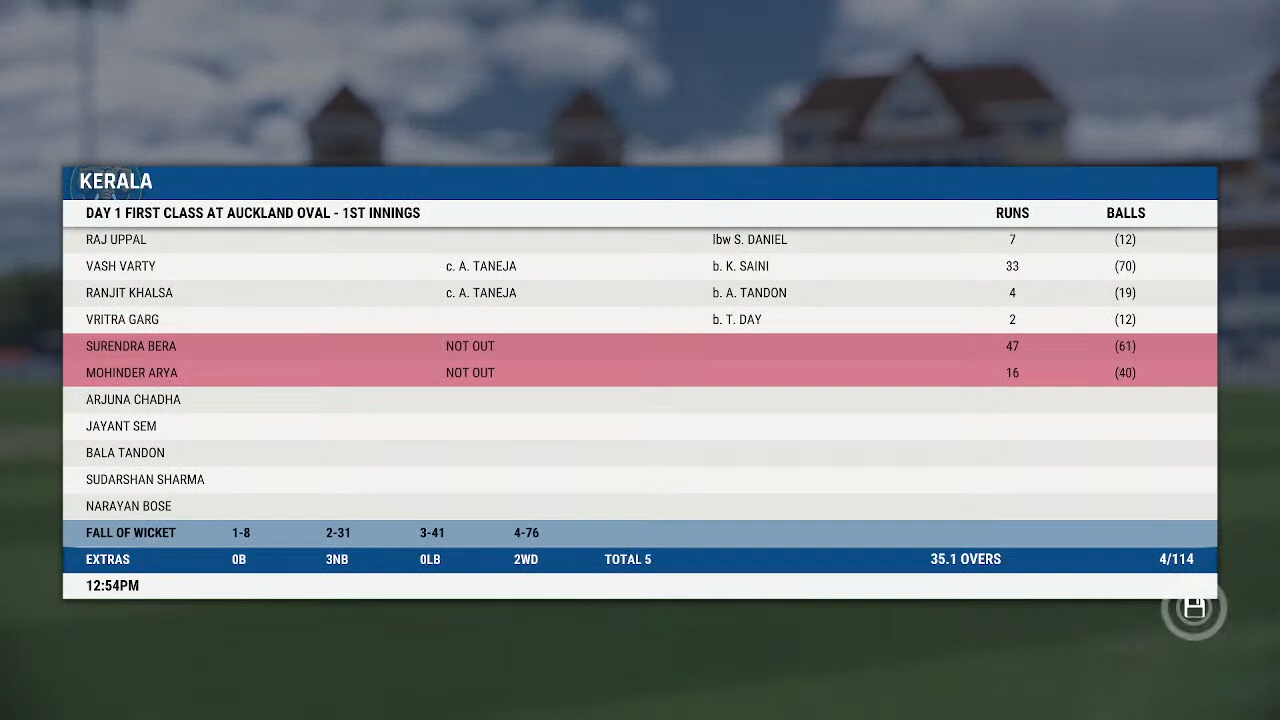 KERALA
DAY 1 FIRST CLASS AT AUCKLAND OVAL - 1ST INNINGS RUNS BALLS
RAJ UPPAL lbw S. DANIEL 7 (12)
VASH VARTY c. A. TANEJA b. K. SAINI 33 (70)
RANJIT KHALSA c. A. TANEJA b. A. TANDON 4 (19)
VRITRA GARG b. T. DAY 2 (12)
SURENDRA BERA NOT OUT 47 (61)
MOHINDER ARYA NOT OUT 16 (40)
ARJUNA CHADHA
JAYANT SEM
BALA TANDON
SUDARSHAN SHARMA
NARAYAN BOSE
FALL OF WICKET 1-8 2-31 3-41 4-76
EXTRAS 0B 3NB 0LB 2WD TOTAL 5 35.1 OVERS 4/114
12:54PM